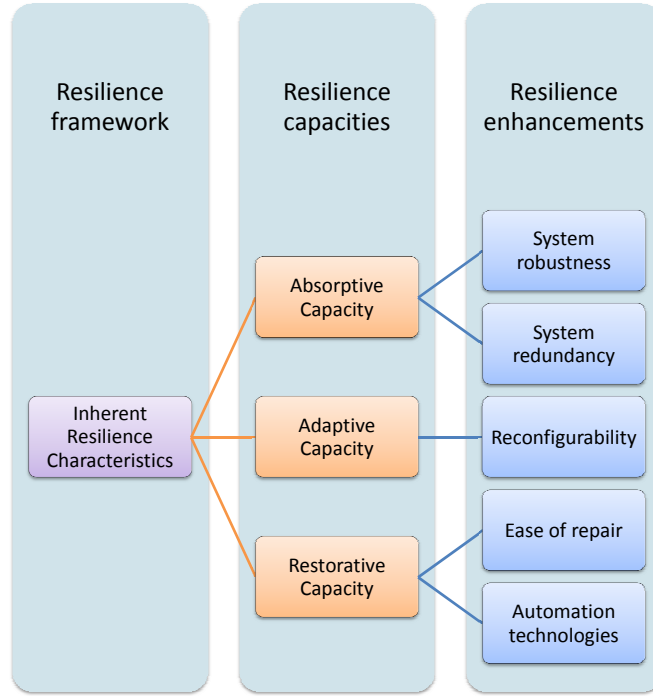 Resilience
framework
Resilience
capacities
Resilience
enhancements
System
robustness
Absorptive
Capacity
System
redundancy
Inherent
Resilience
Characteristics
Adaptive
Capacity
Reconfigurability
Ease of repair
Restorative
Capacity
Automation
technologies